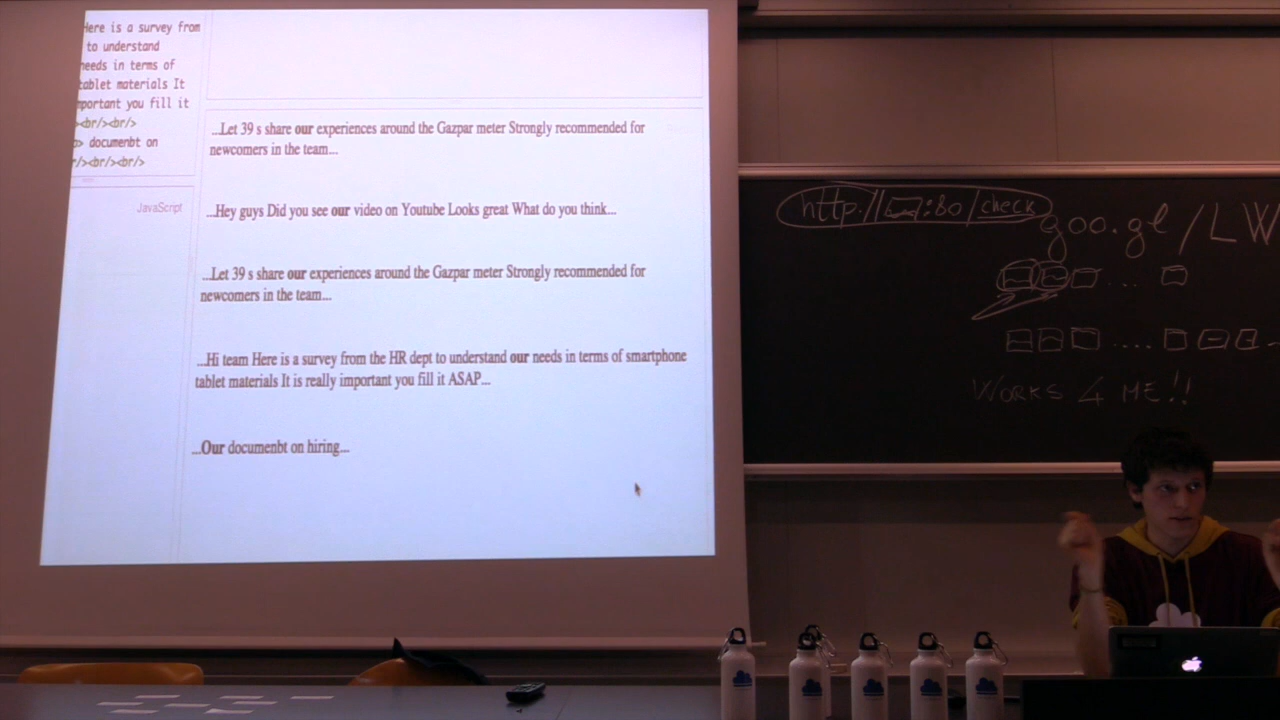 Here is a survey from
to understand
needs in terms of
tablet materials It
mportant you fill it
<br/><br/>
> documenbt on
/><br/><br/>
JavaScript
...Let 39 s share our experiences around the Gazpar meter Strongly recommended for
newcomers in the team...
...Hey guys Did you see our video on Youtube Looks great What do you think...
...Let 39 s share our experiences around the Gazpar meter Strongly recommended for
newcomers in the team...
...Hi team Here is a survey from the HR dept to understand our needs in terms of smartphone
tablet materials It is really important you fill it ASAP...
...Our documenbt on hiring...
http://
:80/check
goo.gl/LW
....
....
WORKS 4 ME!!